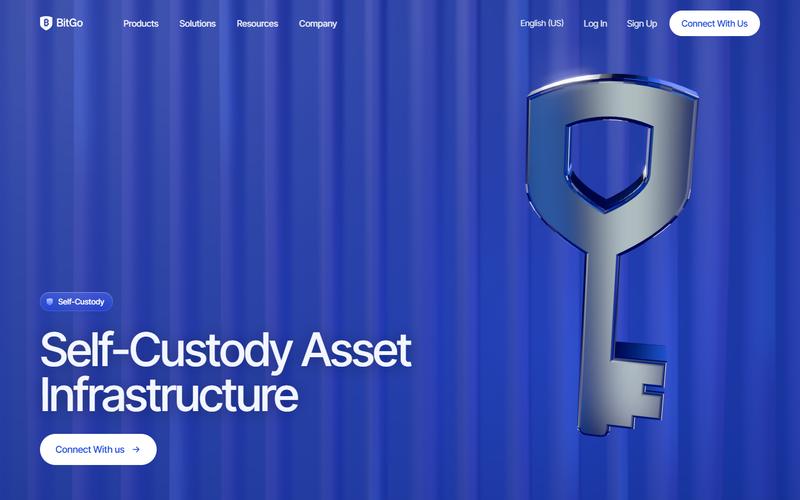 BitGo
Products
Solutions
Resources
Company
English (US)
Log In
Sign Up
Connect With Us
Self-Custody
Self-Custody Asset
Infrastructure
Connect With us →